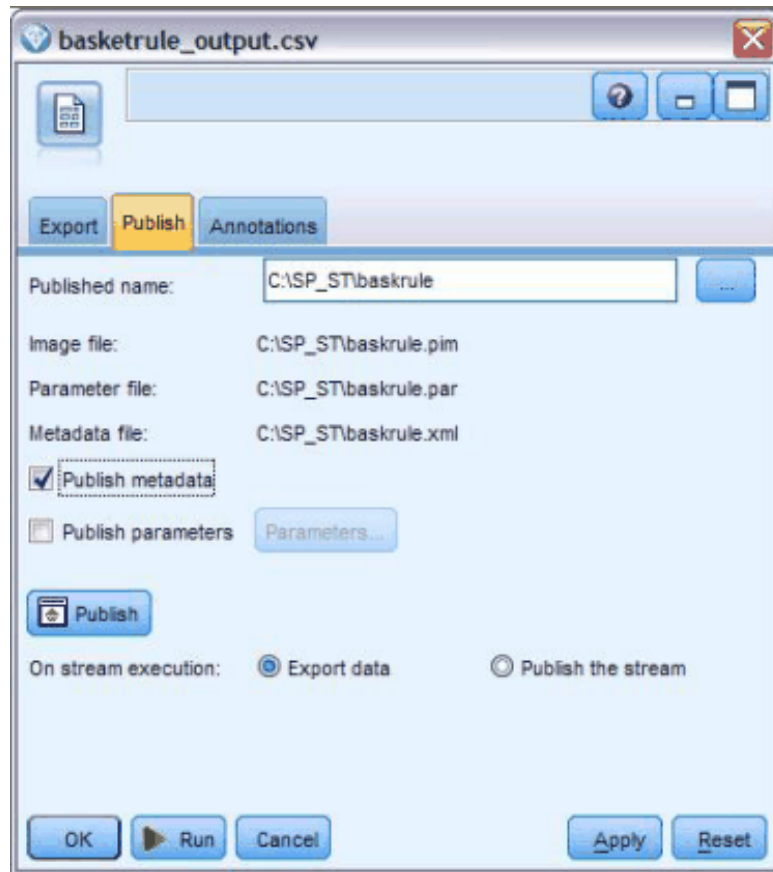 basketrule_output.csv
Export Publish Annotations
Published name: C:\SP_ST\baskrule ...
Image file: C:\SP_ST\baskrule.pim
Parameter file: C:\SP_ST\baskrule.par
Metadata file: C:\SP_ST\baskrule.xml
Publish metadata
Publish parameters Parameters...
Publish
On stream execution: Export data Publish the stream
OK Run Cancel Apply Reset